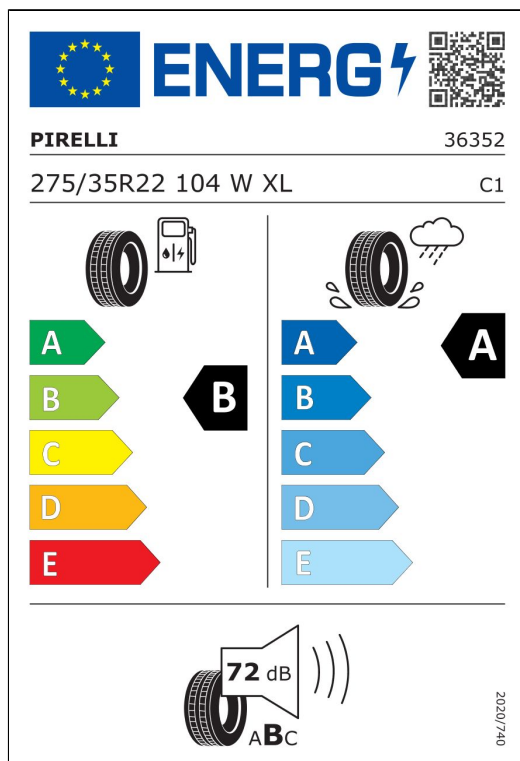 ENERG
PIRELLI 36352
275/35R22 104 W XL C1
A
B
C
D
E
B
A
B
C
D
E
A
72 dB
ABC
2020/740